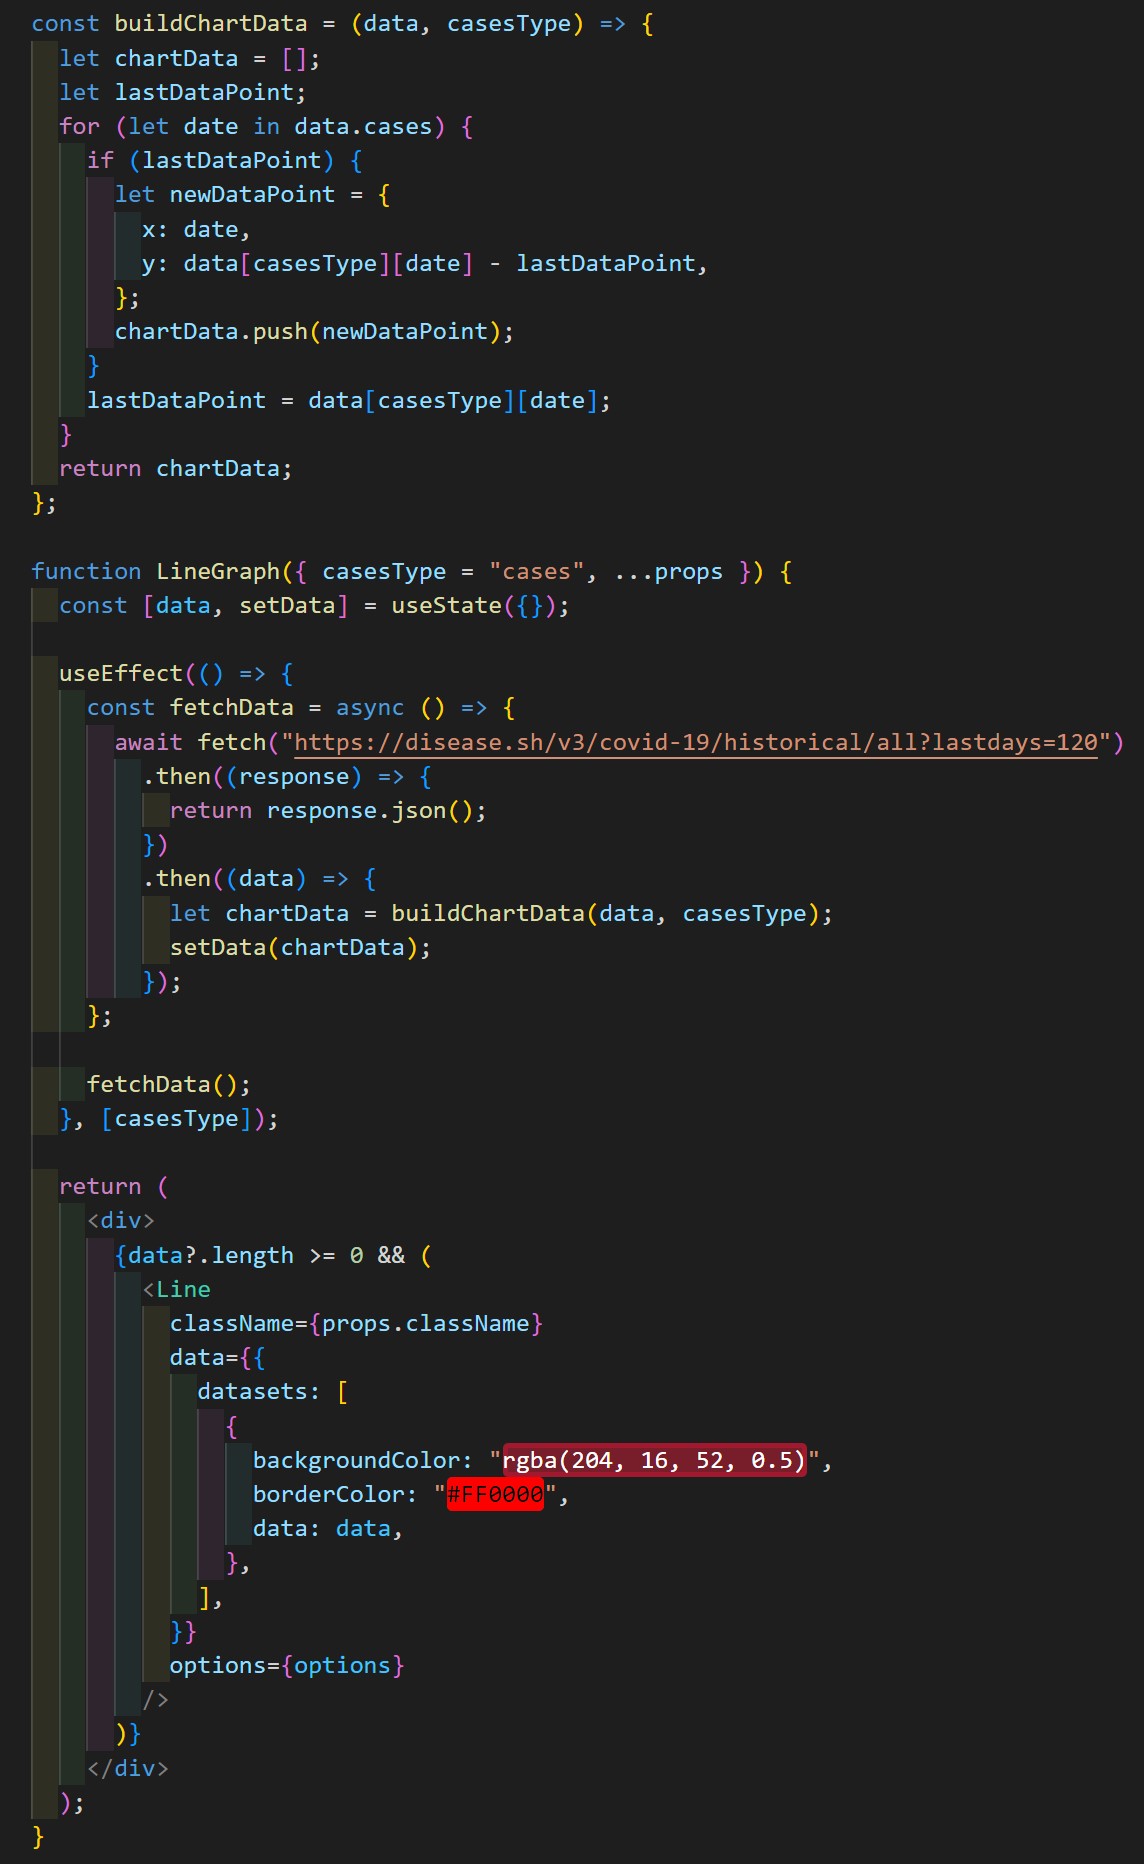 const buildChartData = (data, casesType) => {
  let chartData = [];
  let lastDataPoint;
  for (let date in data.cases) {
    if (lastDataPoint) {
      let newDataPoint = {
        x: date,
        y: data[casesType][date] - lastDataPoint,
      };
      chartData.push(newDataPoint);
    }
    lastDataPoint = data[casesType][date];
  }
  return chartData;
};

function LineGraph({ casesType = "cases", ...props }) {
  const [data, setData] = useState({});

  useEffect(() => {
    const fetchData = async () => {
      await fetch("https://disease.sh/v3/covid-19/historical/all?lastdays=120")
        .then((response) => {
          return response.json();
        })
        .then((data) => {
          let chartData = buildChartData(data, casesType);
          setData(chartData);
        });
    };

    fetchData();
  }, [casesType]);

  return (
    <div>
      {data?.length >= 0 && (
        <Line
          className={props.className}
          data={{
            datasets: [
              {
                backgroundColor: "rgba(204, 16, 52, 0.5)",
                borderColor: "#FF0000",
                data: data,
              },
            ],
          }}
          options={options}
        />
      )}
    </div>
  );
}